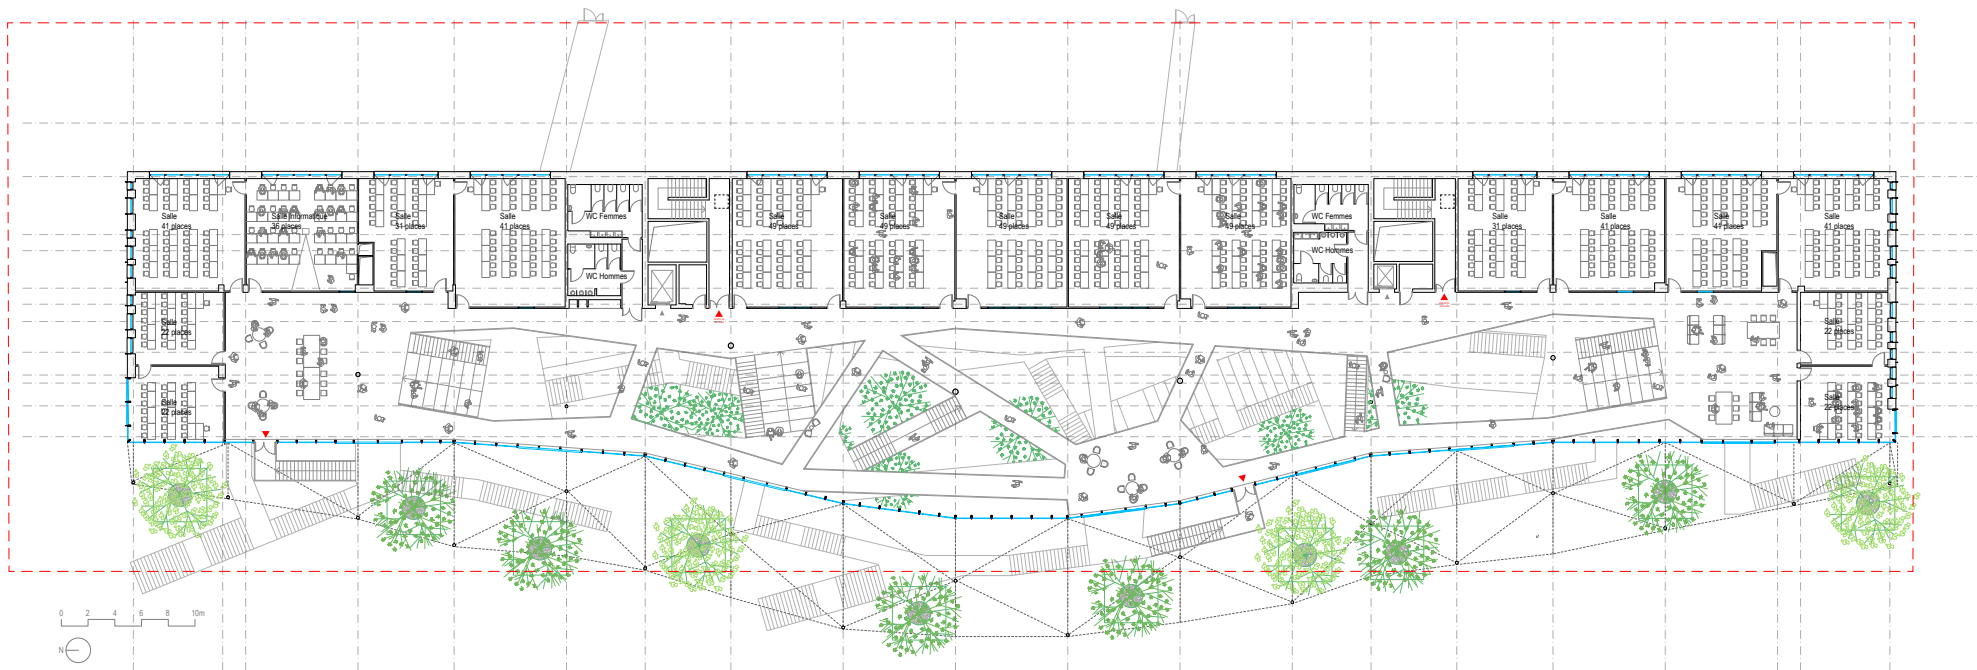 Salle
41 places
Salle Informatique
36 places
Salle
31 places
Salle
41 places
WC Femmes
WC Hommes
Salle
49 places
Salle
49 places
Salle
49 places
Salle
49 places
Salle
49 places
WC Femmes
WC Hommes
Salle
31 places
Salle
41 places
Salle
41 places
Salle
41 places
Salle
22 places
Salle
22 places
Salle
22 places
Salle
22 places
0 2 4 6 8 10m
N